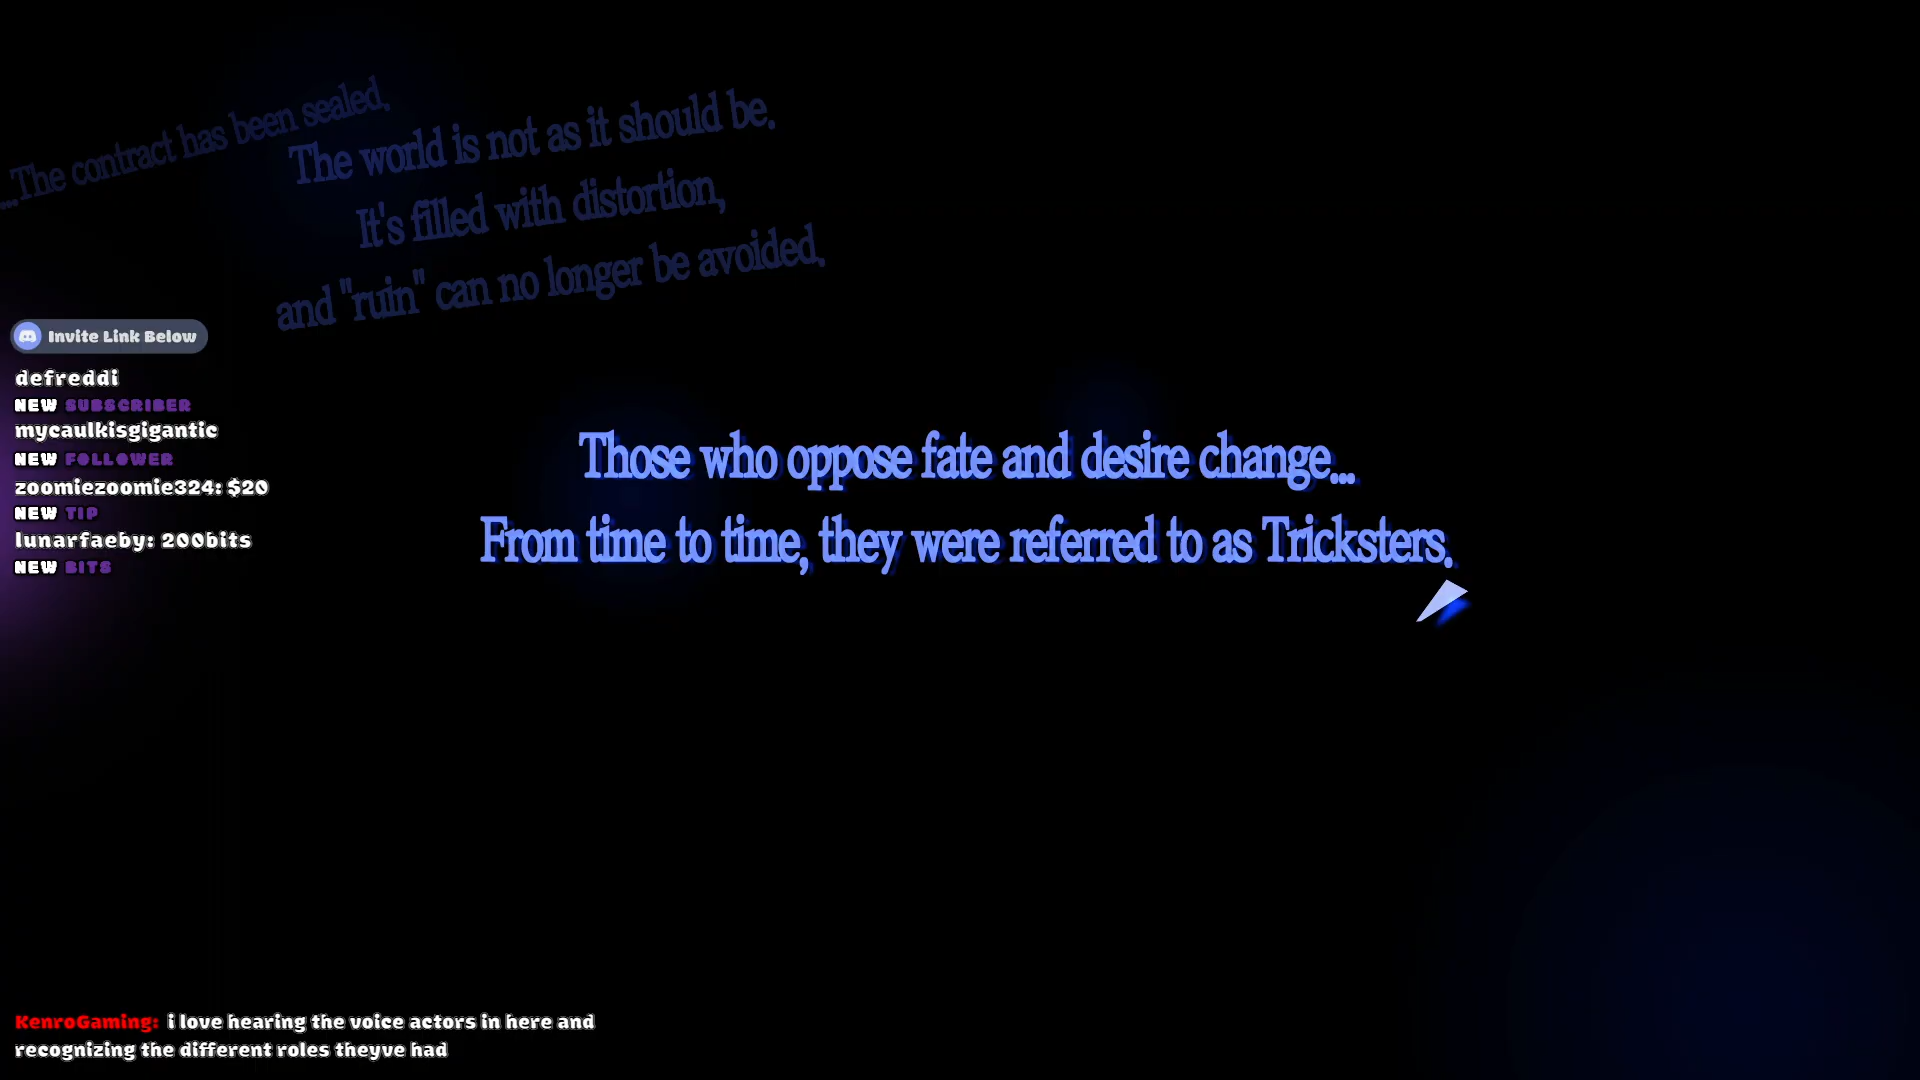 ...The contract has been sealed.
The world is not as it should be.
It's filled with distortion,
and "ruin" can no longer be avoided.
Invite Link Below
defreddi
NEW SUBSCRIBER
mycaulkisgigantic
NEW FOLLOWER
zoomiezoomie324: $20
NEW TIP
lunarfaeby: 200bits
NEW BITS
Those who oppose fate and desire change...
From time to time, they were referred to as Tricksters.
KenroGaming: i love hearing the voice actors in here and
recognizing the different roles theyve had